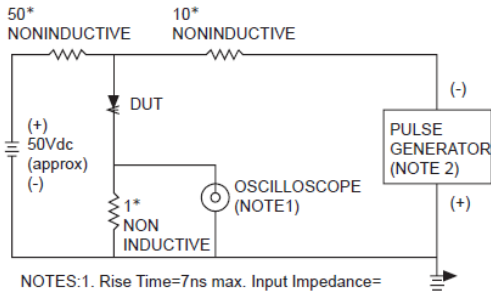 50*
NONINDUCTIVE
10*
NONINDUCTIVE
DUT
(+)
50Vdc
(approx)
(-)
(-)
PULSE
GENERATOR
(NOTE 2)
(+)
1*
NON
INDUCTIVE
OSCILLOSCOPE
(NOTE1)
NOTES:1. Rise Time=7ns max. Input Impedance=